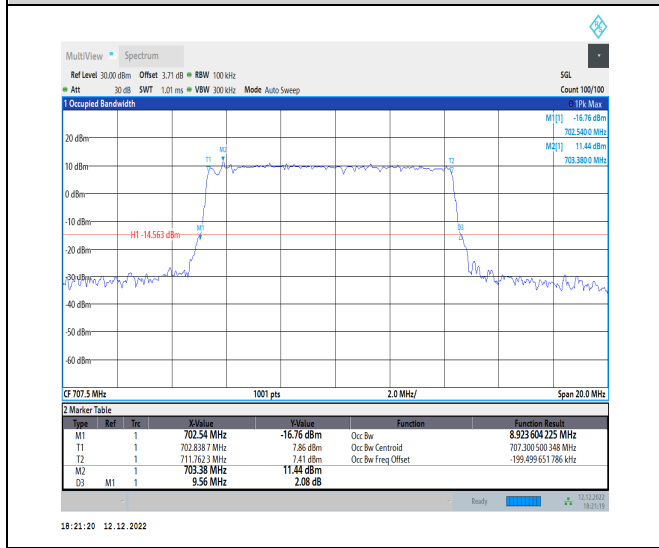 MultiView Spectrum
Ref Level 30.00 dBm Offset 3.71 dB RBW 100 kHz SGL
Att 30 dB SWT 1.01 ms VBW 300 kHz Mode Auto Sweep Count 100/100
1 Occupied Bandwidth 1Pk Max
M1[1] -16.76 dBm
702.540 0 MHz
M2[1] 11.44 dBm
703.380 0 MHz
20 dBm
M2
T1
T2
10 dBm
0 dBm
-10 dBm
M1
D3
H1 -14.563 dBm
-20 dBm
-30 dBm
-40 dBm
-50 dBm
-60 dBm
CF 707.5 MHz 1001 pts 2.0 MHz/ Span 20.0 MHz
2 Marker Table
Type Ref Trc X-Value Y-Value Function Function Result
M1 1 702.54 MHz -16.76 dBm Occ Bw 8.923 604 225 MHz
T1 1 702.838 7 MHz 7.86 dBm Occ Bw Centroid 707.300 500 348 MHz
T2 1 711.762 3 MHz 7.41 dBm Occ Bw Freq Offset -199.499 651 786 kHz
M2 1 703.38 MHz 11.44 dBm
D3 M1 1 9.56 MHz 2.08 dB
Ready 12.12.2022
18:21:19
18:21:20 12.12.2022